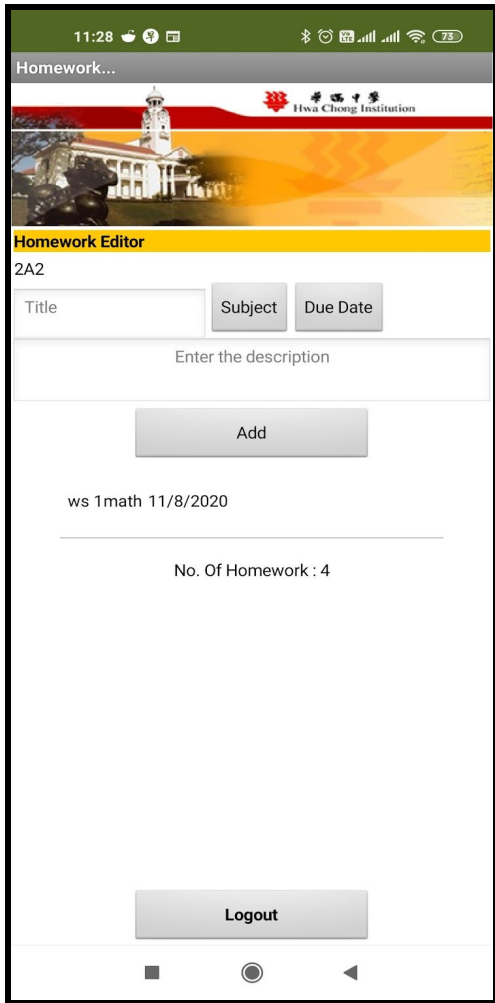 11:28 73
Homework...
華僑中學
Hwa Chong Institution
Homework Editor
2A2
Title Subject Due Date
Enter the description
Add
ws 1math 11/8/2020
No. Of Homework : 4
Logout